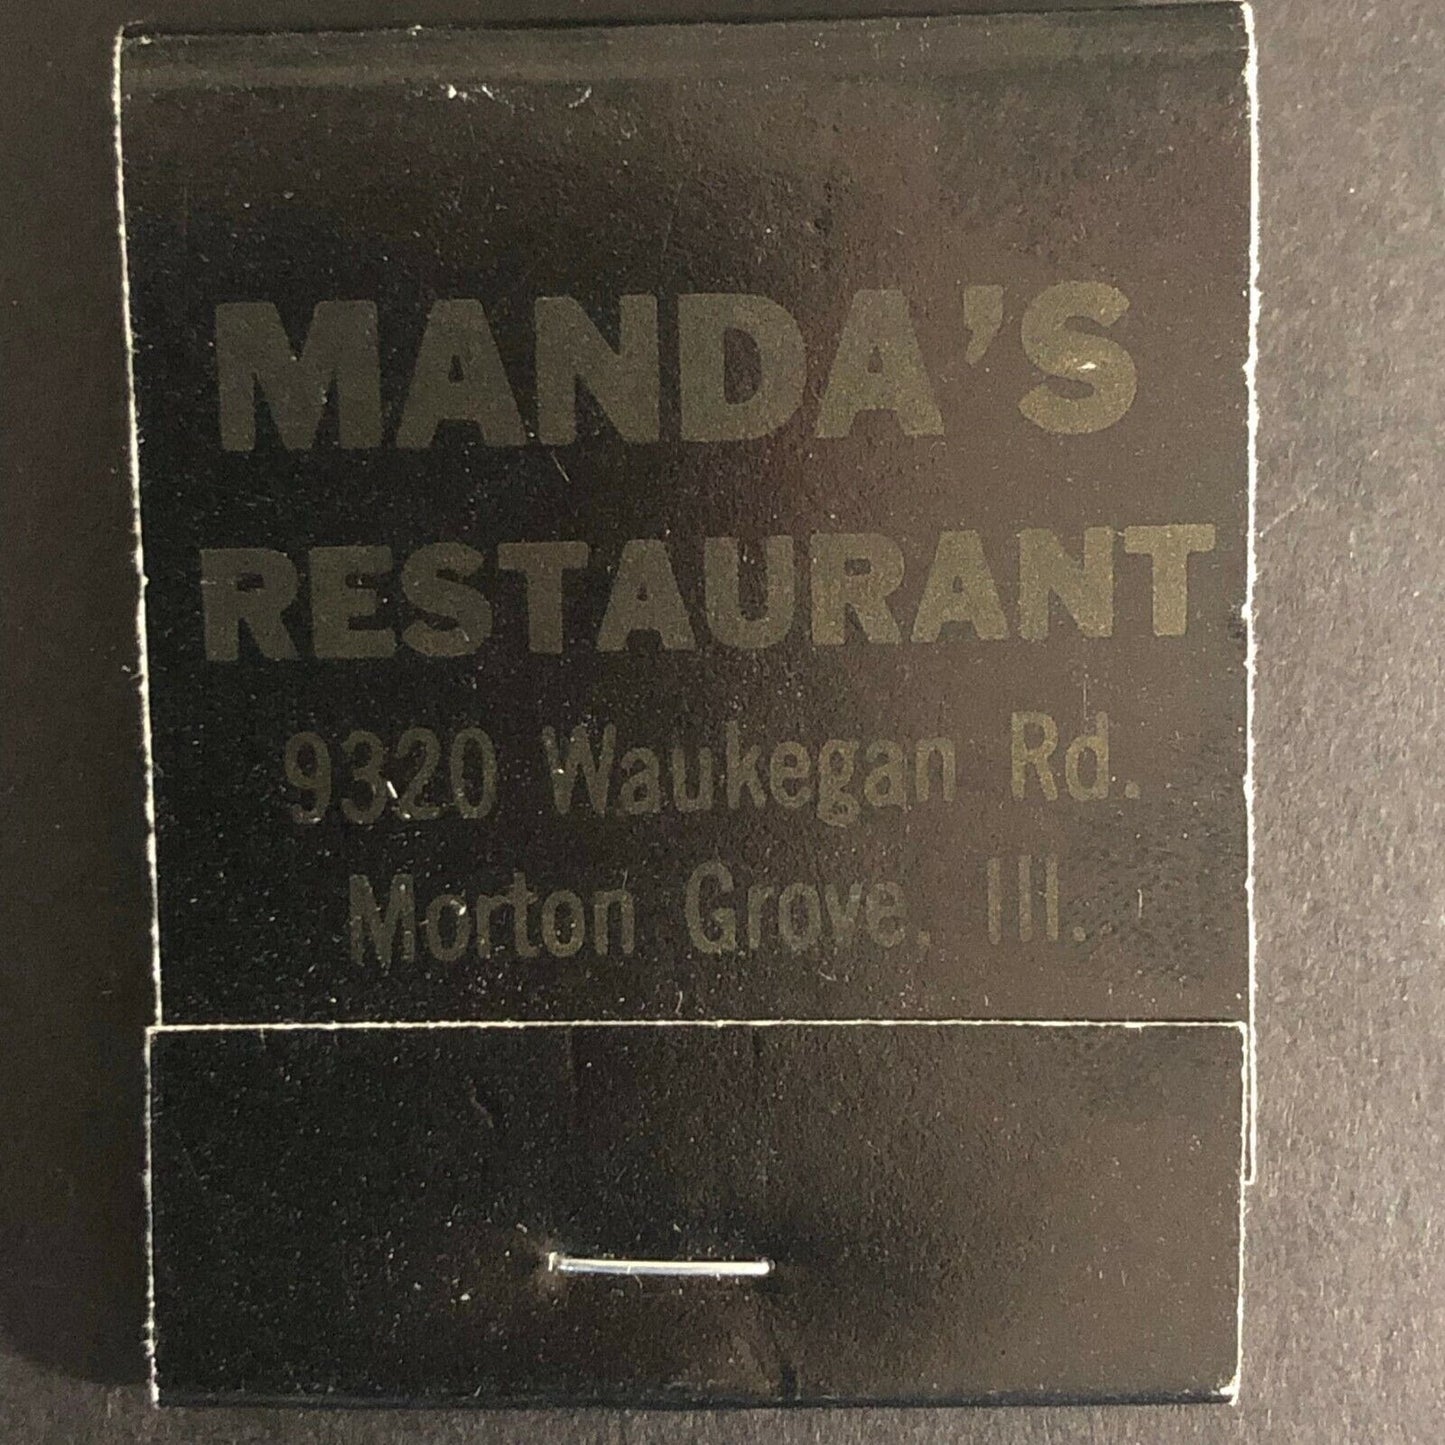 MANDA'S
RESTAURANT
9320 Waukegan Rd.
Morton Grove, Ill.